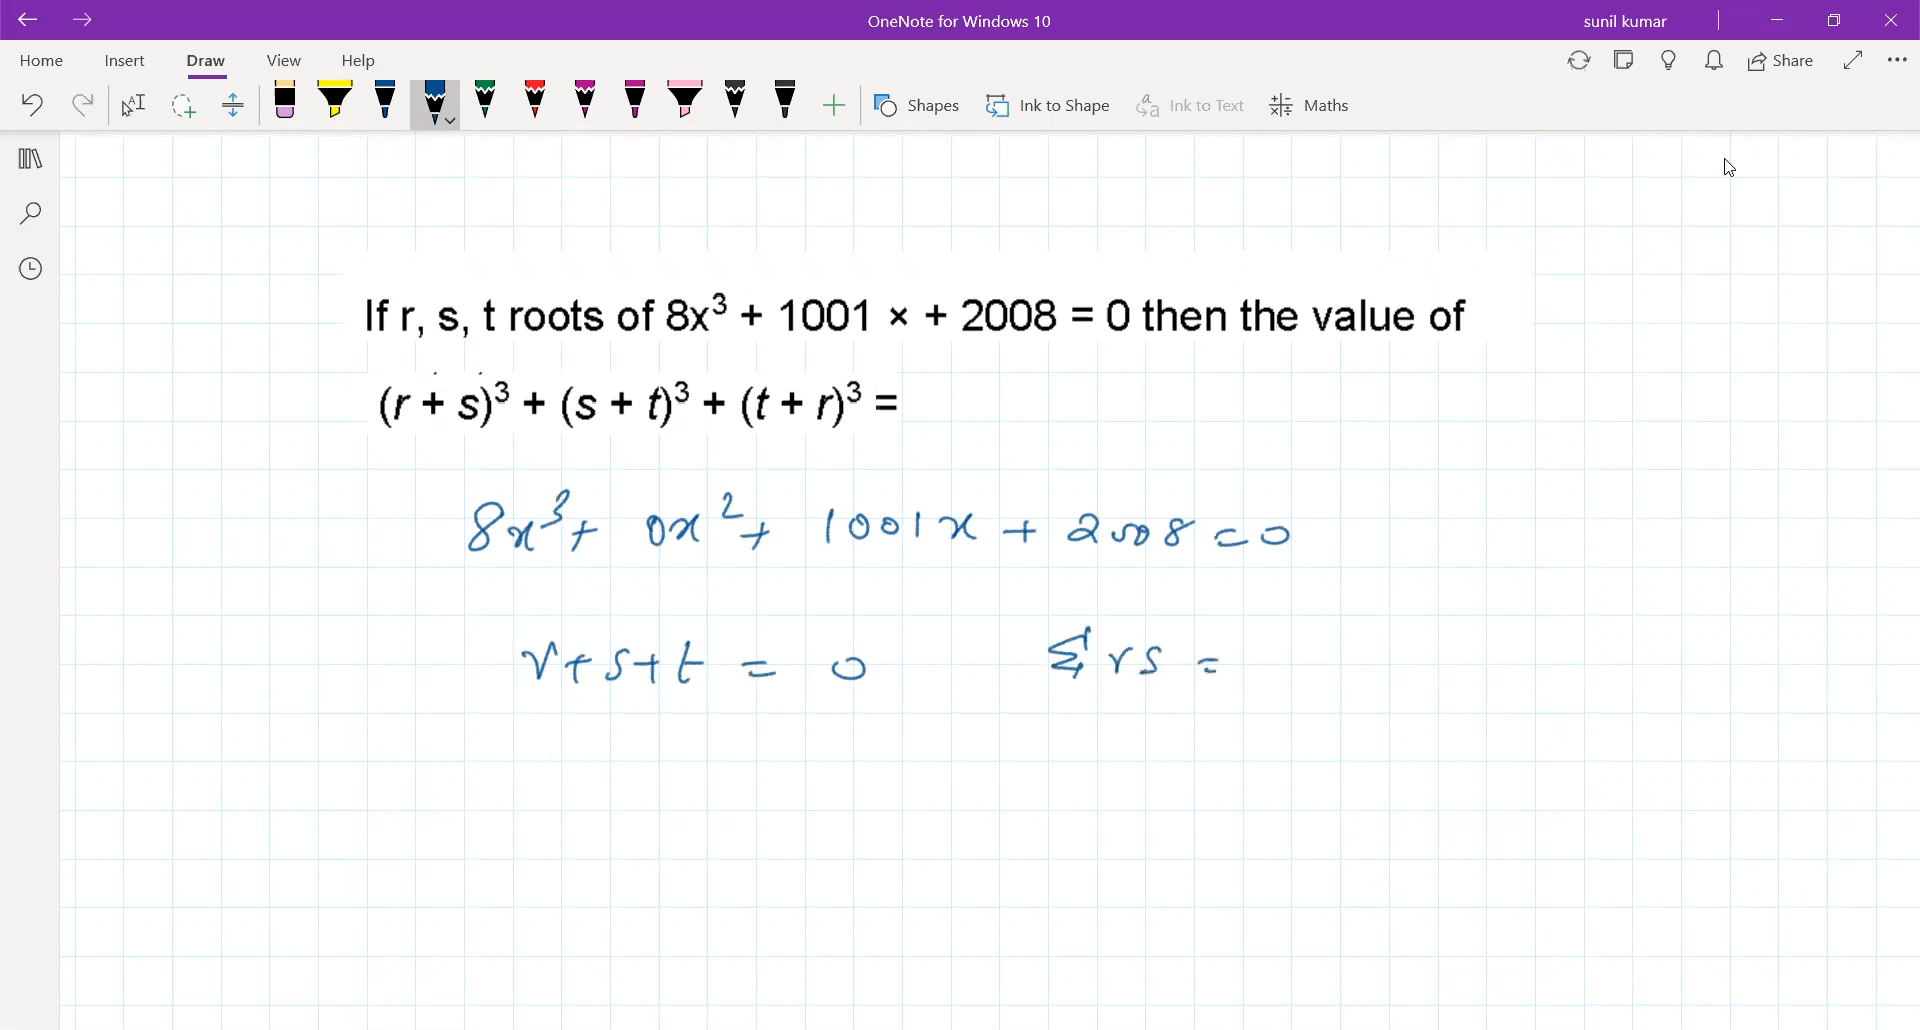 OneNote for Windows 10
sunil kumar
Home Insert Draw View Help
Share
Shapes Ink to Shape Ink to Text Maths
If r, s, t roots of 8x³ + 1001 × + 2008 = 0 then the value of
(r + s)³ + (s + t)³ + (t + r)³ =
8x³ + 0x² + 1001x + 2008 = 0
r+s+t = 0 Σ rs =